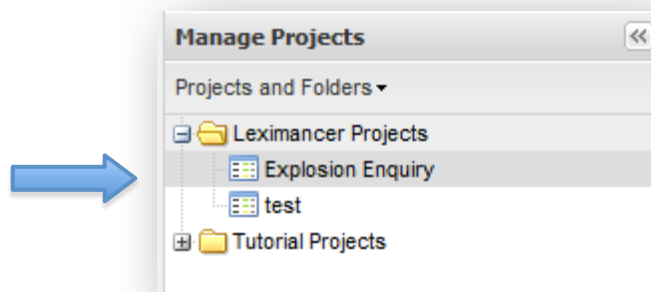 Manage Projects
Projects and Folders
Leximancer Projects
Explosion Enquiry
test
Tutorial Projects